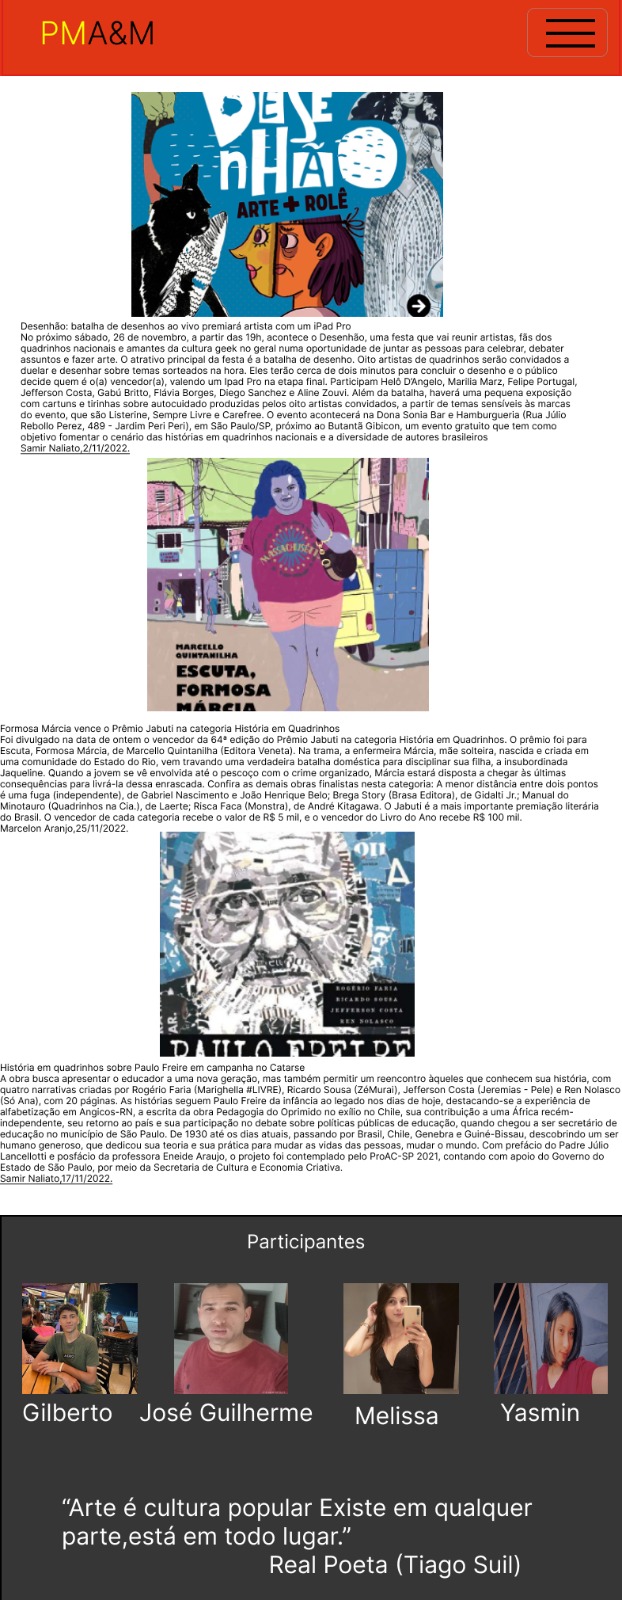 PMA&M
DESE
nHÃO
ARTE + ROLÊ
Desenhão: batalha de desenhos ao vivo premiará artista com um iPad Pro
No próximo sábado, 26 de novembro, a partir das 19h, acontece o Desenhão, uma festa que vai reunir artistas, fãs dos
quadrinhos nacionais e amantes da cultura geek no geral numa oportunidade de juntar as pessoas para celebrar, debater
assuntos e fazer arte. O atrativo principal da festa é a batalha de desenho. Oito artistas de quadrinhos serão convidados a
duelar e desenhar sobre temas sorteados na hora. Eles terão cerca de dois minutos para concluir o desenho e o público
decide quem é o(a) vencedor(a), valendo um Ipad Pro na etapa final. Participam Helô D'Angelo, Marília Marz, Felipe Portugal,
Jefferson Costa, Gabú Britto, Flávia Borges, Diego Sanchez e Aline Zouvi. Além da batalha, haverá uma pequena exposição
com cartuns e tirinhas sobre autocuidado produzidas pelos oito artistas convidados, a partir de temas sensíveis às marcas
do evento, que são Listerine, Sempre Livre e Carefree. O evento acontecerá na Dona Sonia Bar e Hamburgueria (Rua Júlio
Rebollo Perez, 489 - Jardim Peri Peri), em São Paulo/SP, próximo ao Butantã Gibicon, um evento gratuito que tem como
objetivo fomentar o cenário das histórias em quadrinhos nacionais e a diversidade de autores brasileiros
Samir Naliato,2/11/2022.
MASSACHUSETTS
MARCELLO
QUINTANILHA
ESCUTA,
FORMOSA
MÁRCIA
Formosa Márcia vence o Prêmio Jabuti na categoria História em Quadrinhos
Foi divulgado na data de ontem o vencedor da 64ª edição do Prêmio Jabuti na categoria História em Quadrinhos. O prêmio foi para
Escuta, Formosa Márcia, de Marcello Quintanilha (Editora Veneta). Na trama, a enfermeira Márcia, mãe solteira, nascida e criada em
uma comunidade do Estado do Rio, vem travando uma verdadeira batalha doméstica para disciplinar sua filha, a insubordinada
Jaqueline. Quando a jovem se vê envolvida até o pescoço com o crime organizado, Márcia estará disposta a chegar às últimas
consequências para livrá-la dessa enrascada. Confira as demais obras finalistas nesta categoria: A menor distância entre dois pontos
é uma fuga (independente), de Gabriel Nascimento e João Henrique Belo; Brega Story (Brasa Editora), de Gidalti Jr.; Manual do
Minotauro (Quadrinhos na Cia.), de Laerte; Risca Faca (Monstra), de André Kitagawa. O Jabuti é a mais importante premiação literária
do Brasil. O vencedor de cada categoria recebe o valor de R$ 5 mil, e o vencedor do Livro do Ano recebe R$ 100 mil.
Marcelon Aranjo,25/11/2022.
ROGÉRIO FARIA
RICARDO SOUSA
JEFFERSON COSTA
REN NOLASCO
PAULO FREIRE
História em quadrinhos sobre Paulo Freire em campanha no Catarse
A obra busca apresentar o educador a uma nova geração, mas também permitir um reencontro àqueles que conhecem sua história, com
quatro narrativas criadas por Rogério Faria (Marighella #LIVRE), Ricardo Sousa (ZéMurai), Jefferson Costa (Jeremias - Pele) e Ren Nolasco
(Só Ana), com 20 páginas. As histórias seguem Paulo Freire da infância ao legado nos dias de hoje, destacando-se a experiência de
alfabetização em Angicos-RN, a escrita da obra Pedagogia do Oprimido no exílio no Chile, sua contribuição a uma África recém-
independente, seu retorno ao país e sua participação no debate sobre políticas públicas de educação, quando chegou a ser secretário de
educação no município de São Paulo. De 1930 até os dias atuais, passando por Brasil, Chile, Genebra e Guiné-Bissau, descobrindo um ser
humano generoso, que dedicou sua teoria e sua prática para mudar as vidas das pessoas, mudar o mundo. Com prefácio do Padre Júlio
Lancellotti e posfácio da professora Eneide Araujo, o projeto foi contemplado pelo ProAC-SP 2021, contando com apoio do Governo do
Estado de São Paulo, por meio da Secretaria de Cultura e Economia Criativa.
Samir Naliato,17/11/2022.
Participantes
Gilberto José Guilherme Melissa Yasmin
“Arte é cultura popular Existe em qualquer
parte,está em todo lugar.”
Real Poeta (Tiago Suil)